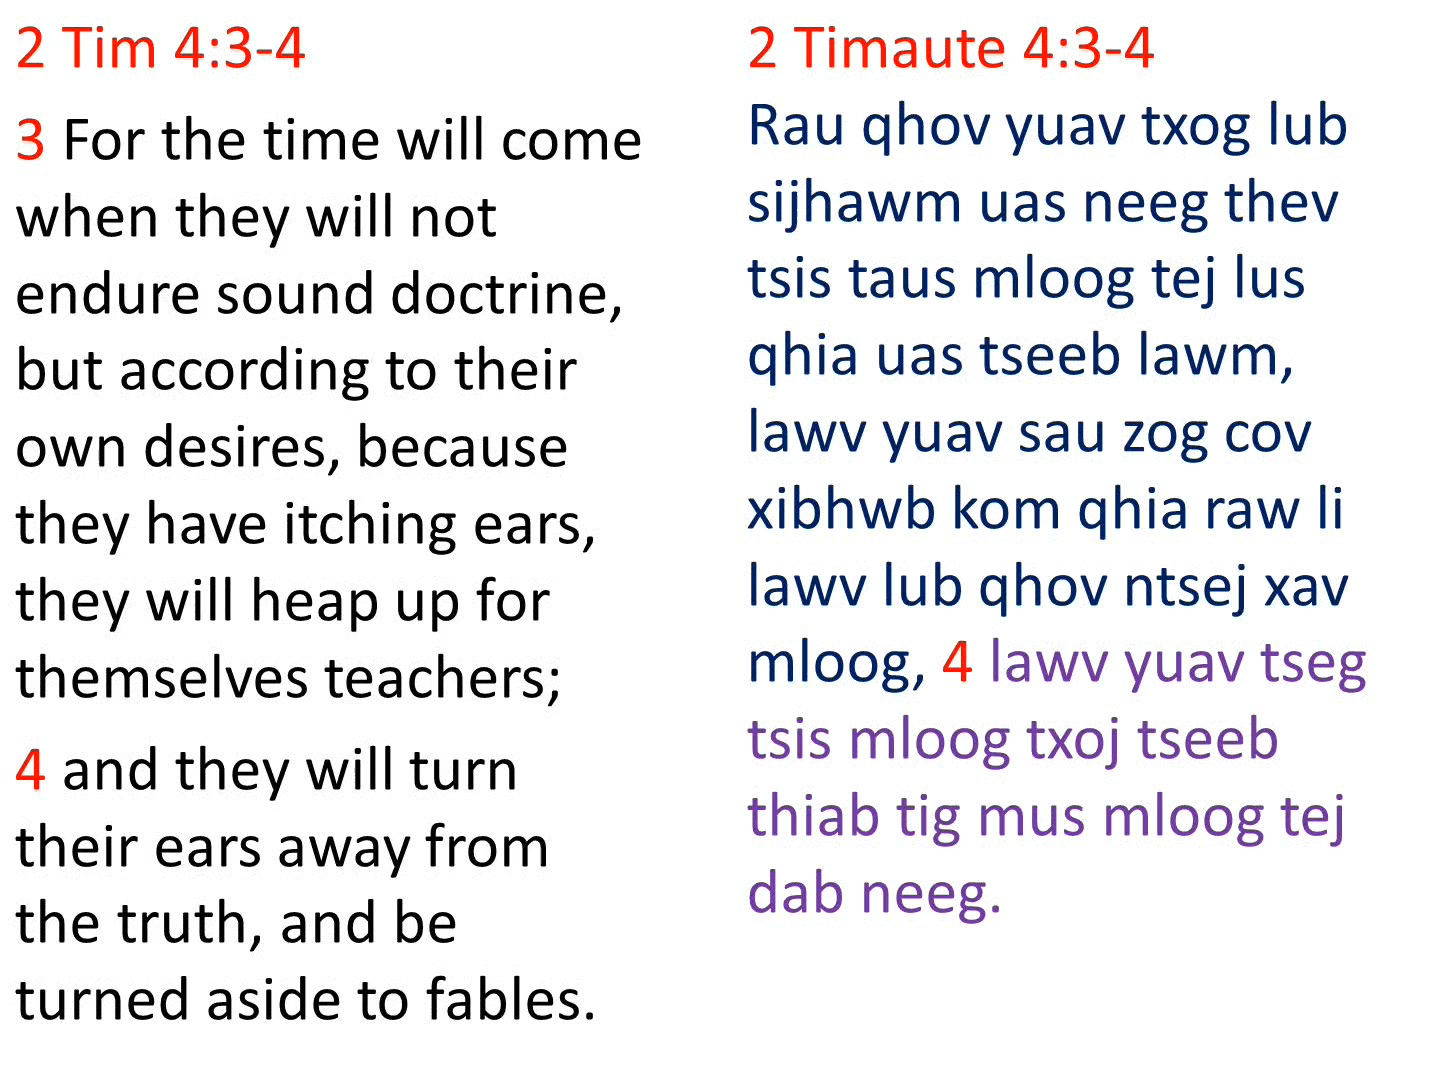 2 Tim 4:3-4
3 For the time will come
when they will not
endure sound doctrine,
but according to their
own desires, because
they have itching ears,
they will heap up for
themselves teachers;
4 and they will turn
their ears away from
the truth, and be
turned aside to fables.
2 Timaute 4:3-4
Rau qhov yuav txog lub
sijhawm uas neeg thev
tsis taus mloog tej lus
qhia uas tseeb lawm,
lawv yuav sau zog cov
xibhwb kom qhia raw li
lawv lub qhov ntsej xav
mloog, 4 lawv yuav tseg
tsis mloog txoj tseeb
thiab tig mus mloog tej
dab neeg.